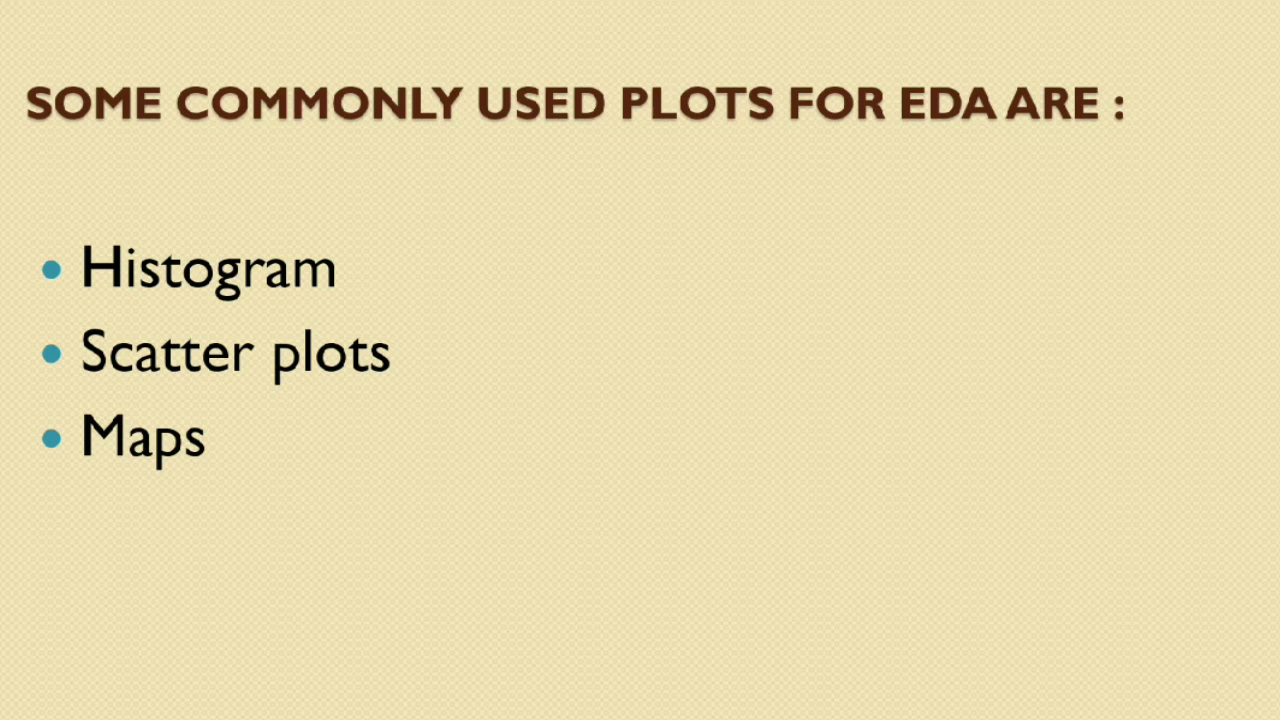 SOME COMMONLY USED PLOTS FOR EDA ARE :
• Histogram
• Scatter plots
• Maps